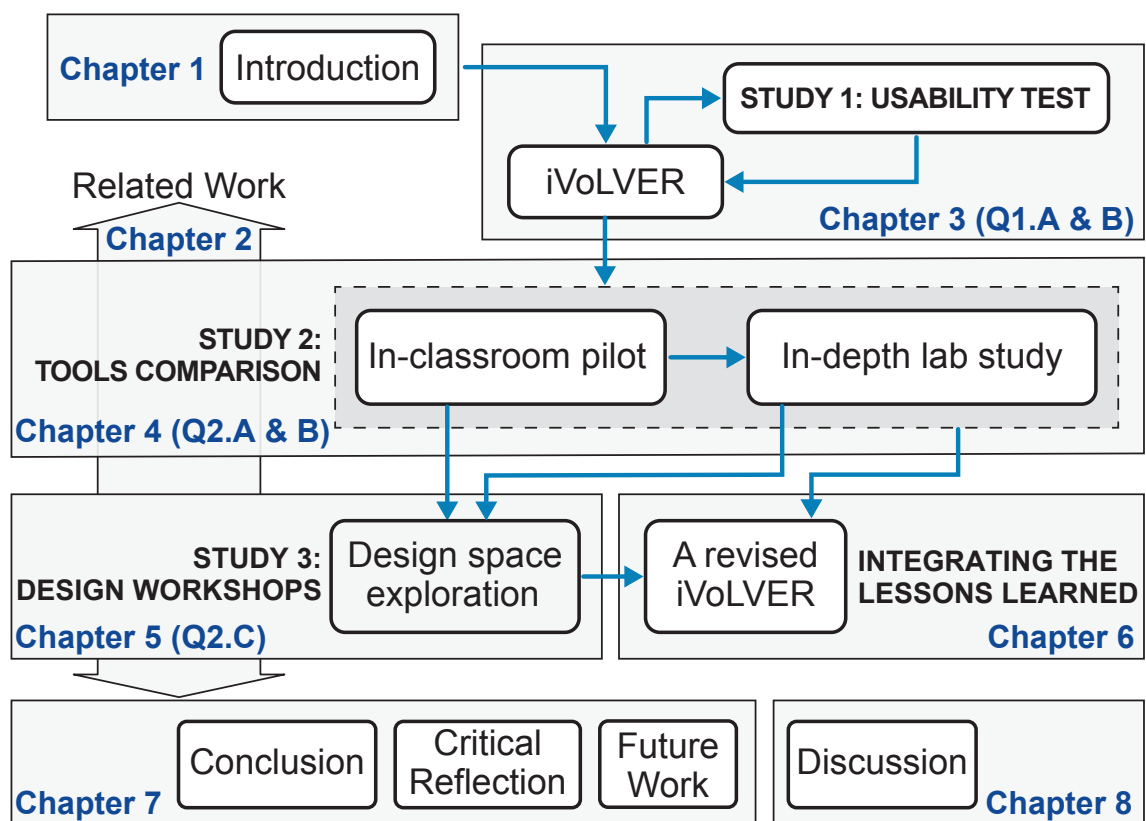 Chapter 1
Introduction
STUDY 1: USABILITY TEST
iVoLVER
Chapter 3 (Q1.A & B)
Related Work
Chapter 2
STUDY 2:
TOOLS COMPARISON
In-classroom pilot
In-depth lab study
Chapter 4 (Q2.A & B)
STUDY 3:
DESIGN WORKSHOPS
Design space
exploration
Chapter 5 (Q2.C)
A revised
iVoLVER
INTEGRATING THE
LESSONS LEARNED
Chapter 6
Conclusion
Critical
Reflection
Future
Work
Chapter 7
Discussion
Chapter 8